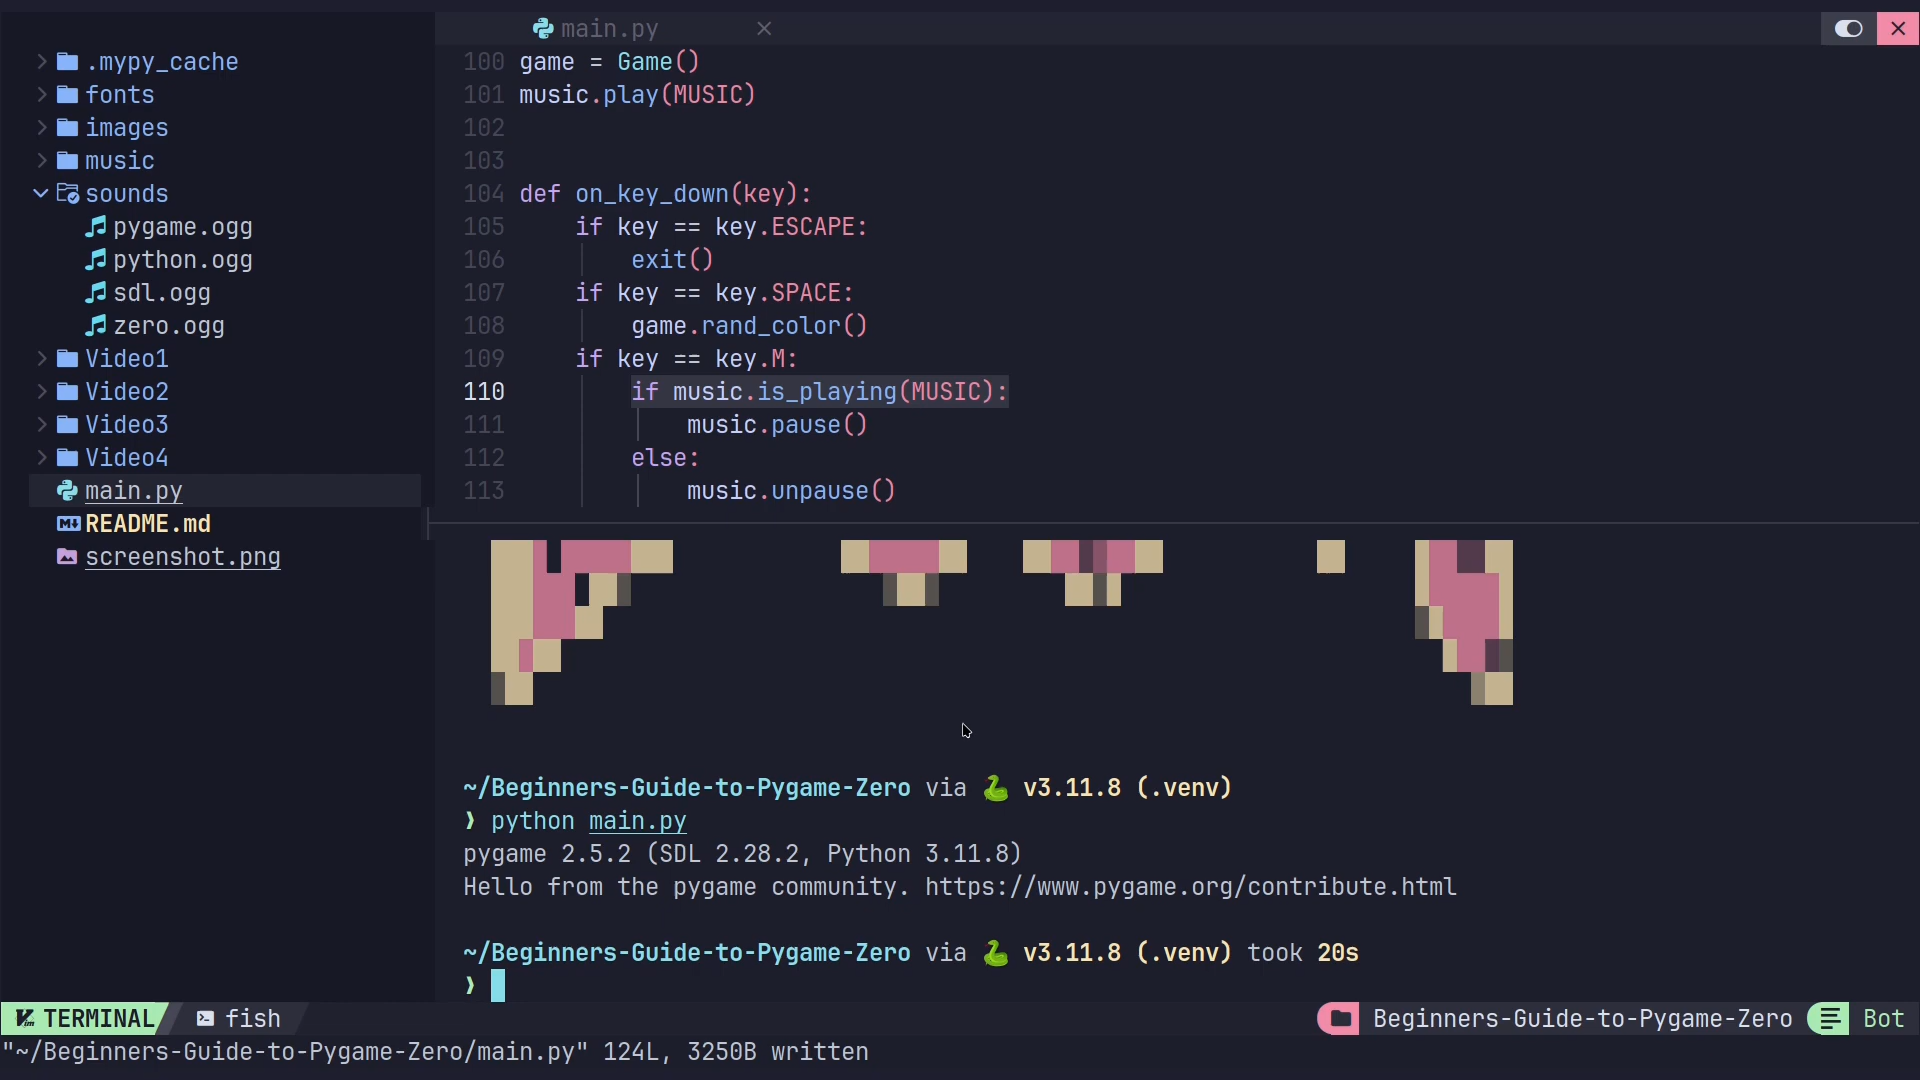 main.py
.mypy_cache
fonts
images
music
sounds
pygame.ogg
python.ogg
sdl.ogg
zero.ogg
Video1
Video2
Video3
Video4
main.py
README.md
screenshot.png
100 game = Game()
101 music.play(MUSIC)
102
103
104 def on_key_down(key):
105     if key == key.ESCAPE:
106         exit()
107     if key == key.SPACE:
108         game.rand_color()
109     if key == key.M:
110         if music.is_playing(MUSIC):
111             music.pause()
112         else:
113             music.unpause()
~/Beginners-Guide-to-Pygame-Zero via 🐍 v3.11.8 (.venv)
❯ python main.py
pygame 2.5.2 (SDL 2.28.2, Python 3.11.8)
Hello from the pygame community. https://www.pygame.org/contribute.html
~/Beginners-Guide-to-Pygame-Zero via 🐍 v3.11.8 (.venv) took 20s
❯
TERMINAL fish Beginners-Guide-to-Pygame-Zero Bot
"~/Beginners-Guide-to-Pygame-Zero/main.py" 124L, 3250B written